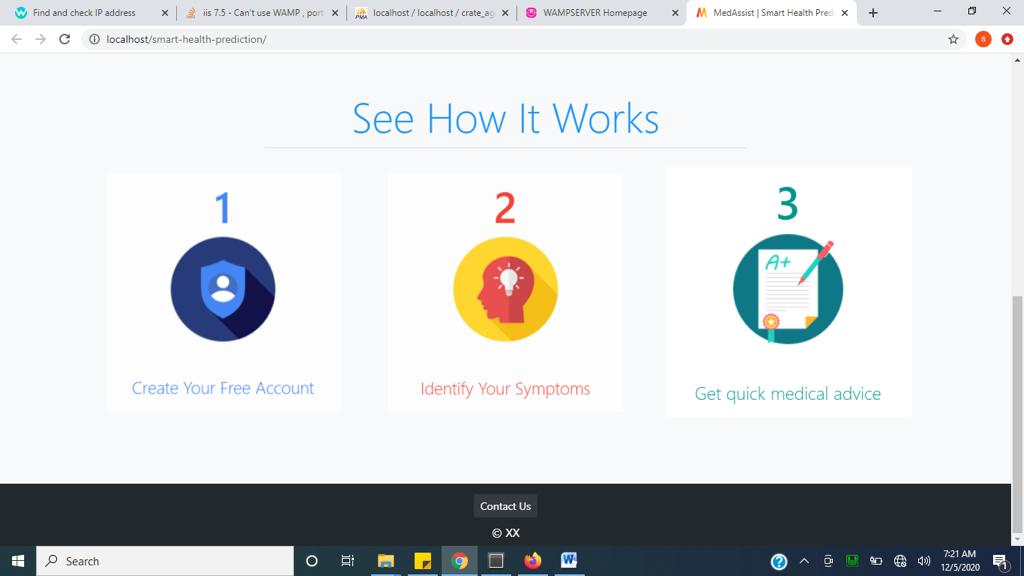 Find and check IP address
iis 7.5 - Can't use WAMP , port
localhost / localhost / crate_ag
WAMPSERVER Homepage
MedAssist | Smart Health Pred
localhost/smart-health-prediction/
See How It Works
1
2
3
A+
Create Your Free Account
Identify Your Symptoms
Get quick medical advice
Contact Us
© XX
Search
7:21 AM
12/5/2020
1